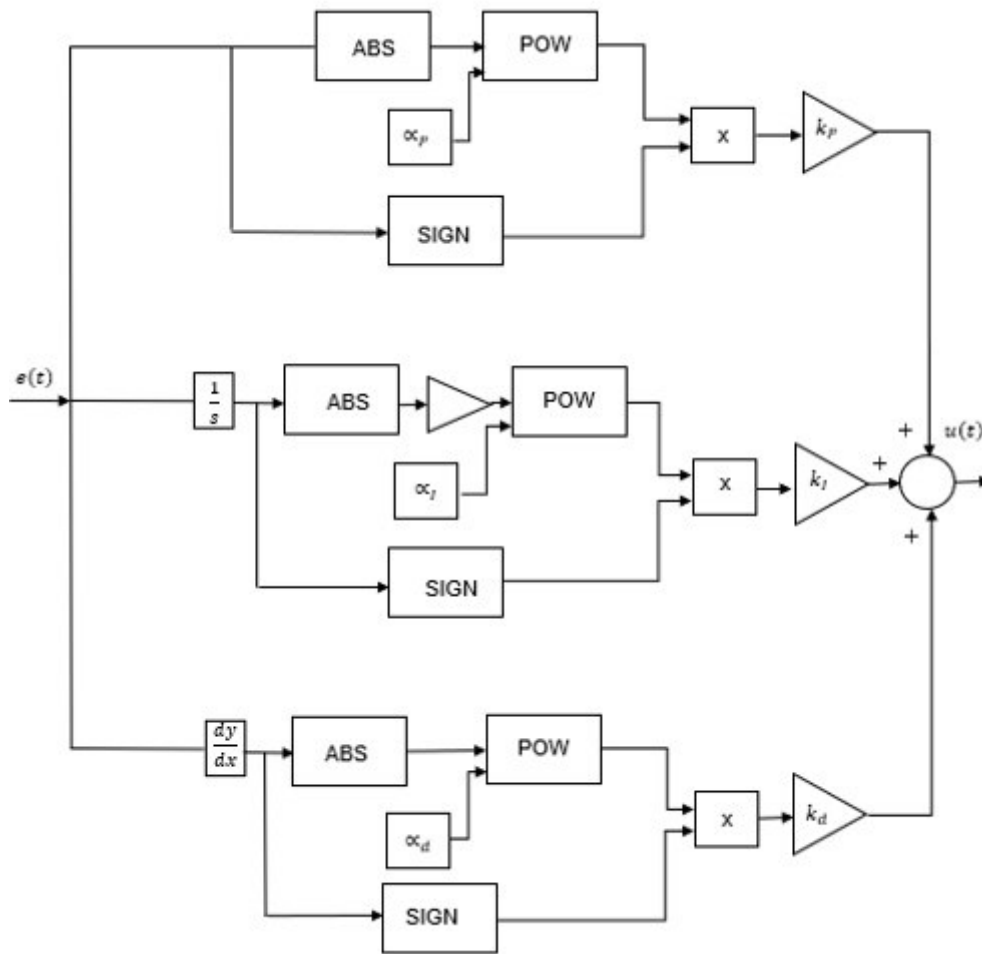 ABS
POW
∝p
x
kp
SIGN
e(t)
1
s
ABS
POW
∝I
x
kI
SIGN
+
+
+
u(t)
dy
dx
ABS
POW
∝d
x
kd
SIGN